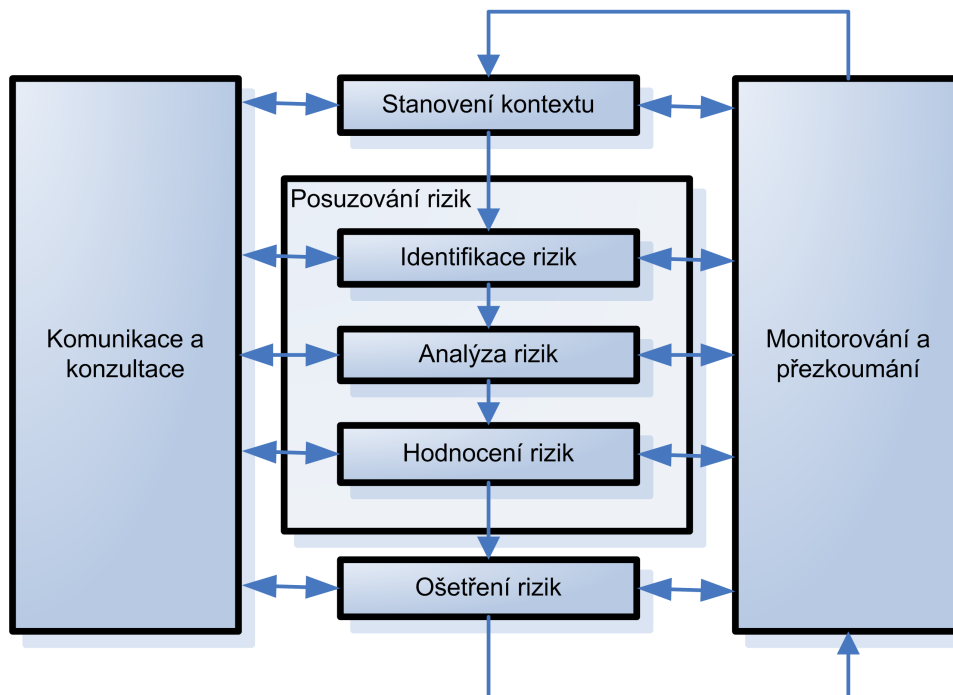 Stanovení kontextu
Posuzování rizik
Identifikace rizik
Komunikace a
konzultace
Analýza rizik
Monitorování a
přezkoumání
Hodnocení rizik
Ošetření rizik